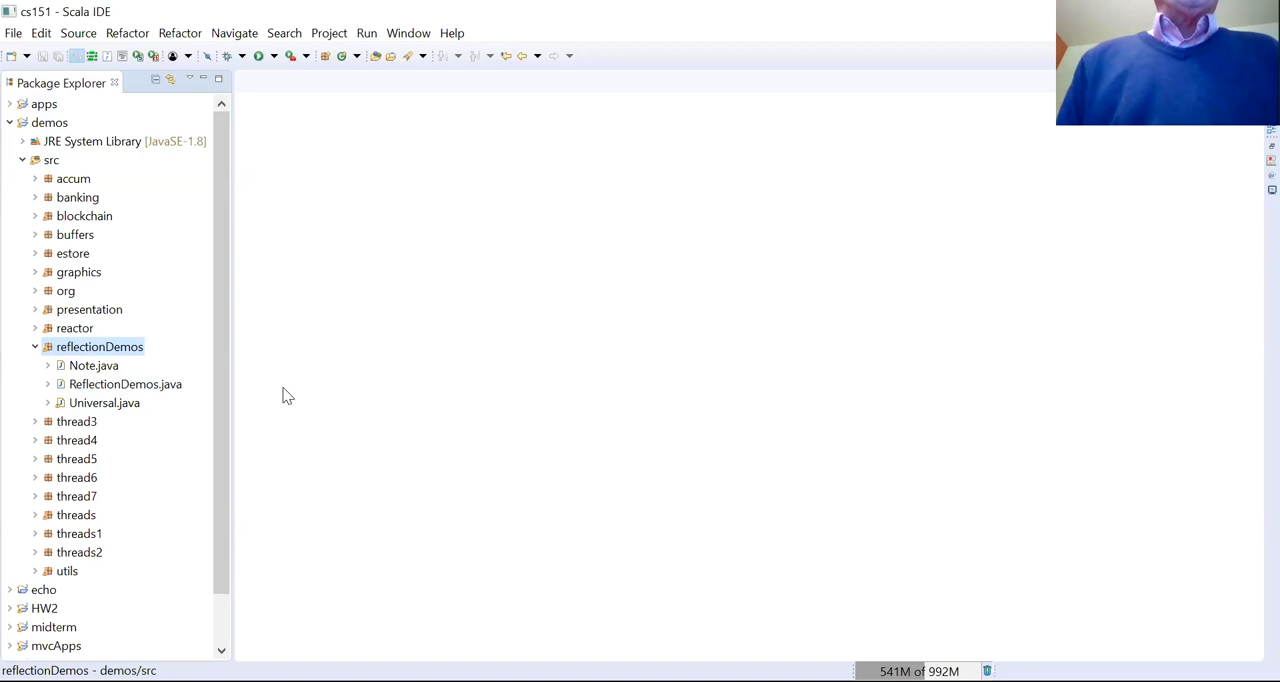 cs151 - Scala IDE
File Edit Source Refactor Refactor Navigate Search Project Run Window Help
Package Explorer
apps
demos
JRE System Library [JavaSE-1.8]
src
accum
banking
blockchain
buffers
estore
graphics
org
presentation
reactor
reflectionDemos
Note.java
ReflectionDemos.java
Universal.java
thread3
thread4
thread5
thread6
thread7
threads
threads1
threads2
utils
echo
HW2
midterm
mvcApps
reflectionDemos - demos/src
541M of 992M